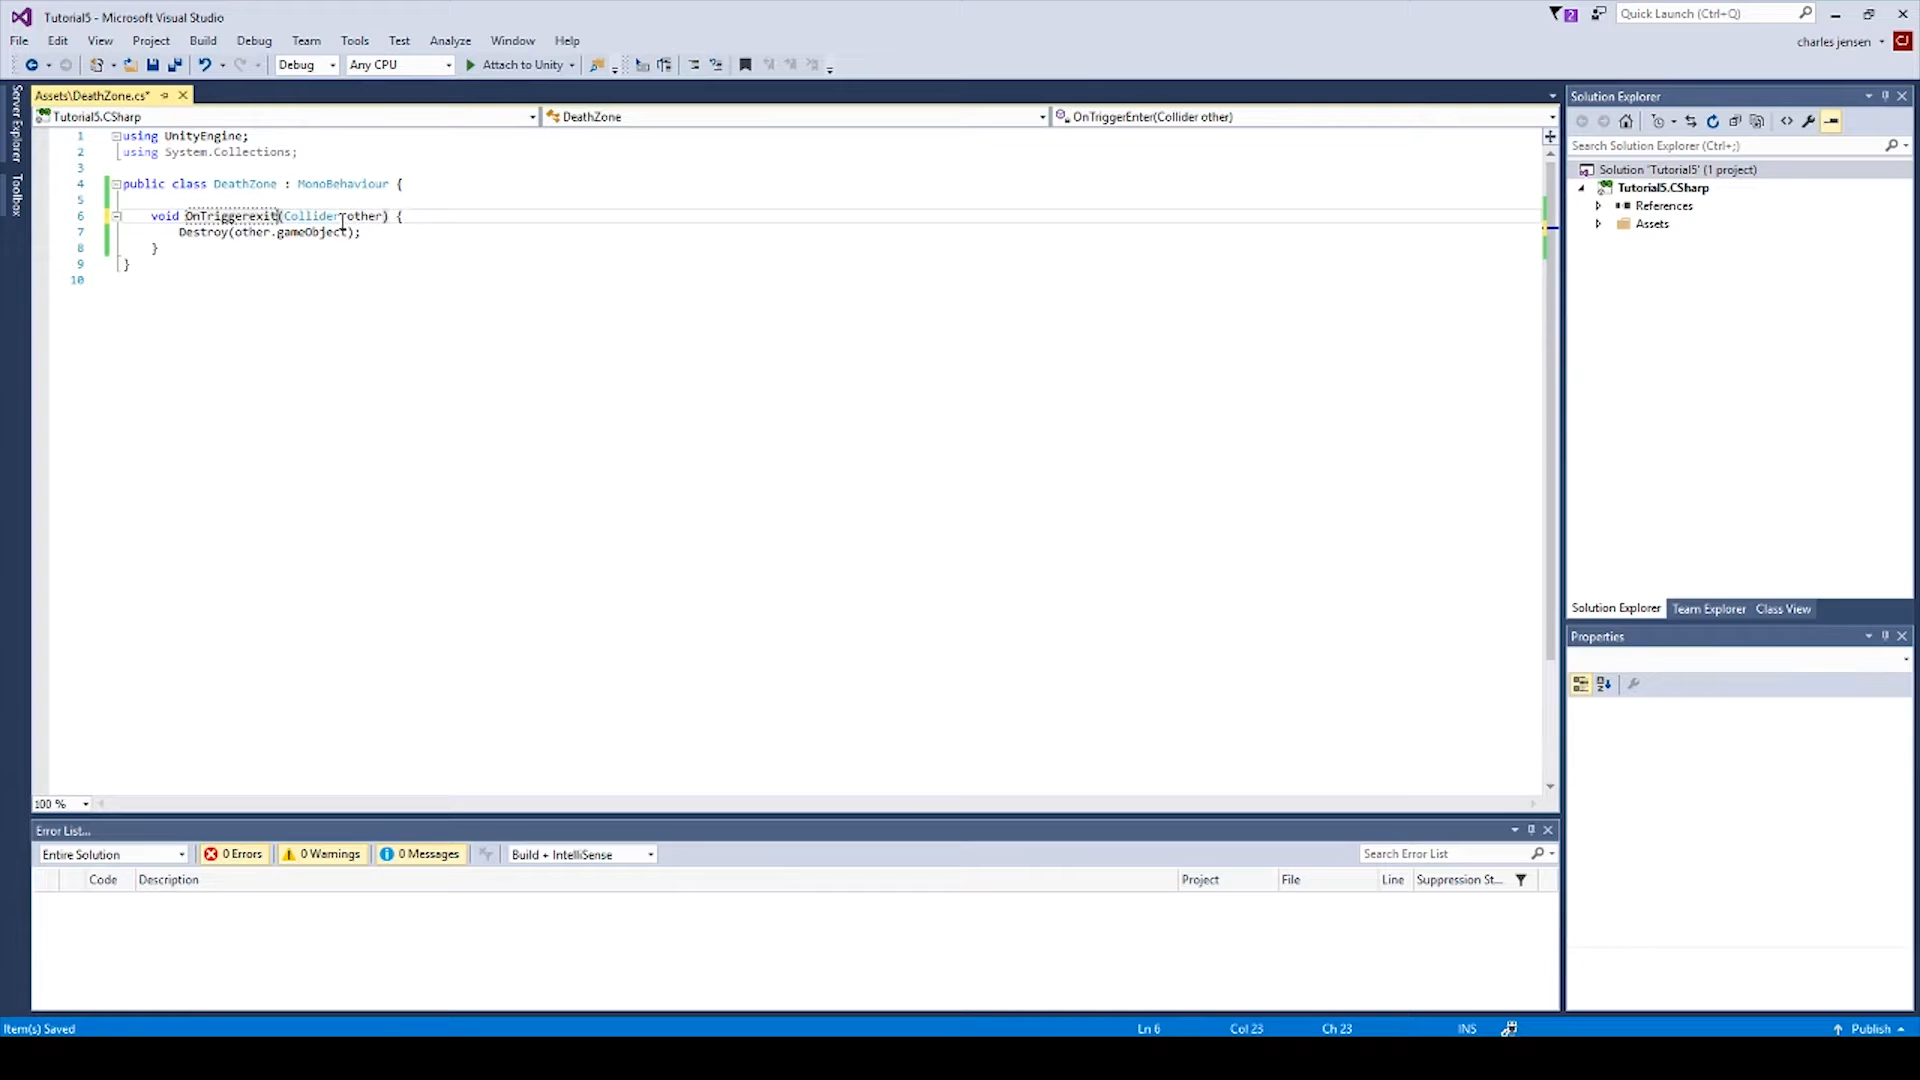 Tutorial5 - Microsoft Visual Studio
2
Quick Launch (Ctrl+Q)
File Edit View Project Build Debug Team Tools Test Analyze Window Help
charles jensen
CJ
Debug Any CPU Attach to Unity
Server Explorer
Toolbox
Assets\DeathZone.cs*
Tutorial5.CSharp DeathZone OnTriggerEnter(Collider other)
1 using UnityEngine;
2 using System.Collections;
3
4 public class DeathZone : MonoBehaviour {
5
6 void OnTriggerexit(Collider other) {
7 Destroy(other.gameObject);
8 }
9 }
10
100 %
Solution Explorer
Search Solution Explorer (Ctrl+;)
Solution 'Tutorial5' (1 project)
Tutorial5.CSharp
References
Assets
Solution Explorer Team Explorer Class View
Properties
Error List...
Entire Solution 0 Errors 0 Warnings 0 Messages Build + IntelliSense Search Error List
Code Description Project File Line Suppression St...
Item(s) Saved Ln 6 Col 23 Ch 23 INS Publish